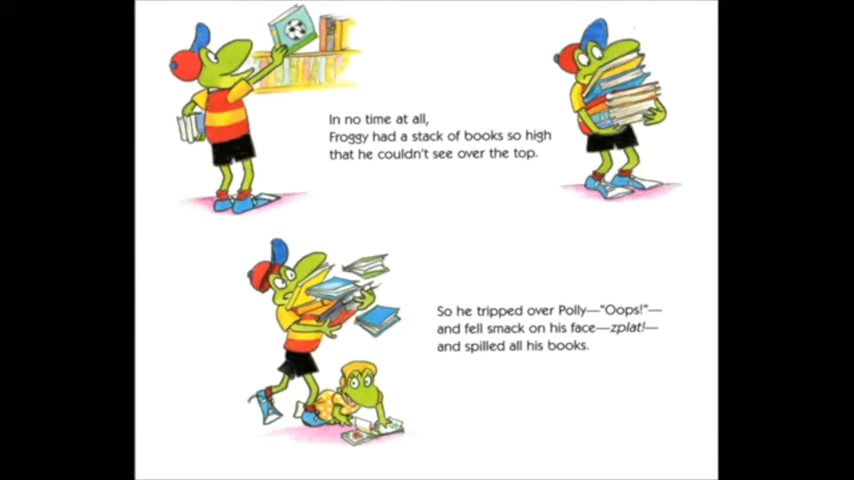 In no time at all,
Froggy had a stack of books so high
that he couldn't see over the top.
So he tripped over Polly—"Oops!"—
and fell smack on his face—zplat!—
and spilled all his books.